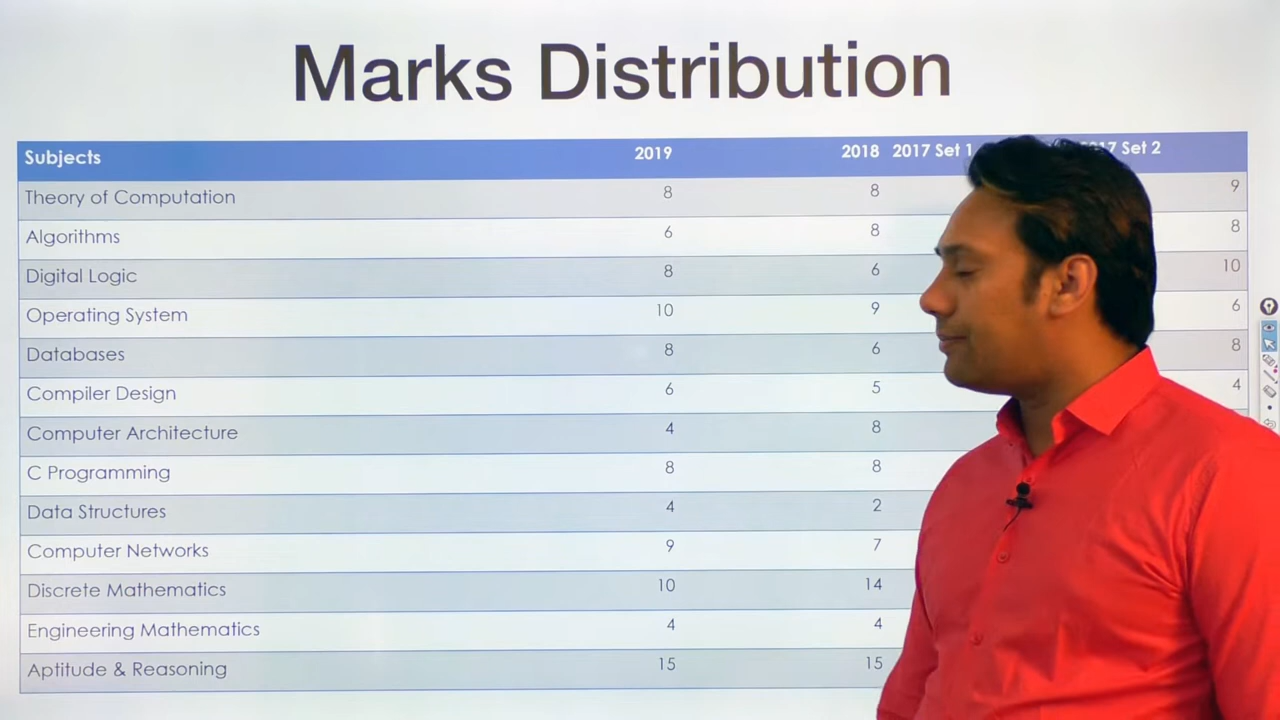 Marks Distribution
Subjects 2019 2018 2017 Set 1 Set 2
Theory of Computation 8 8 9
Algorithms 6 8 8
Digital Logic 8 6 10
Operating System 10 9 6
Databases 8 6 8
Compiler Design 6 5 4
Computer Architecture 4 8
C Programming 8 8
Data Structures 4 2
Computer Networks 9 7
Discrete Mathematics 10 14
Engineering Mathematics 4 4
Aptitude & Reasoning 15 15